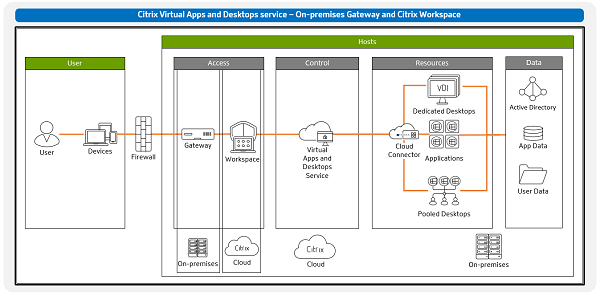 Citrix Virtual Apps and Desktops service – On-premises Gateway and Citrix Workspace
Hosts
User
Access
Control
Resources
Data
User
Devices
Firewall
Gateway
Workspace
Virtual
Apps and
Desktops
Service
Cloud
Connector
VDI
Dedicated Desktops
Applications
Pooled Desktops
Active Directory
App Data
User Data
On-premises
Citrix
Cloud
Citrix
Cloud
On-premises